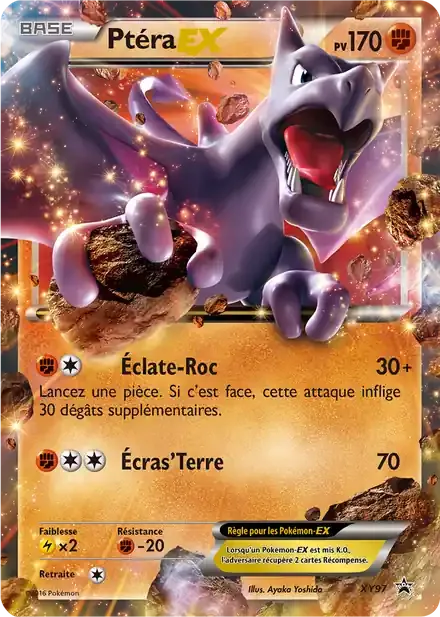 BASE
PtéraEX
PV170
Éclate-Roc 30+
Lancez une pièce. Si c'est face, cette attaque inflige
30 dégâts supplémentaires.
Écras'Terre 70
Faiblesse
×2
Résistance
-20
Règle pour les Pokémon-EX
Lorsqu'un Pokémon-EX est mis K.O.,
l'adversaire récupère 2 cartes Récompense.
Retraite
©2016 Pokémon
Illus. Ayaka Yoshida
XY97